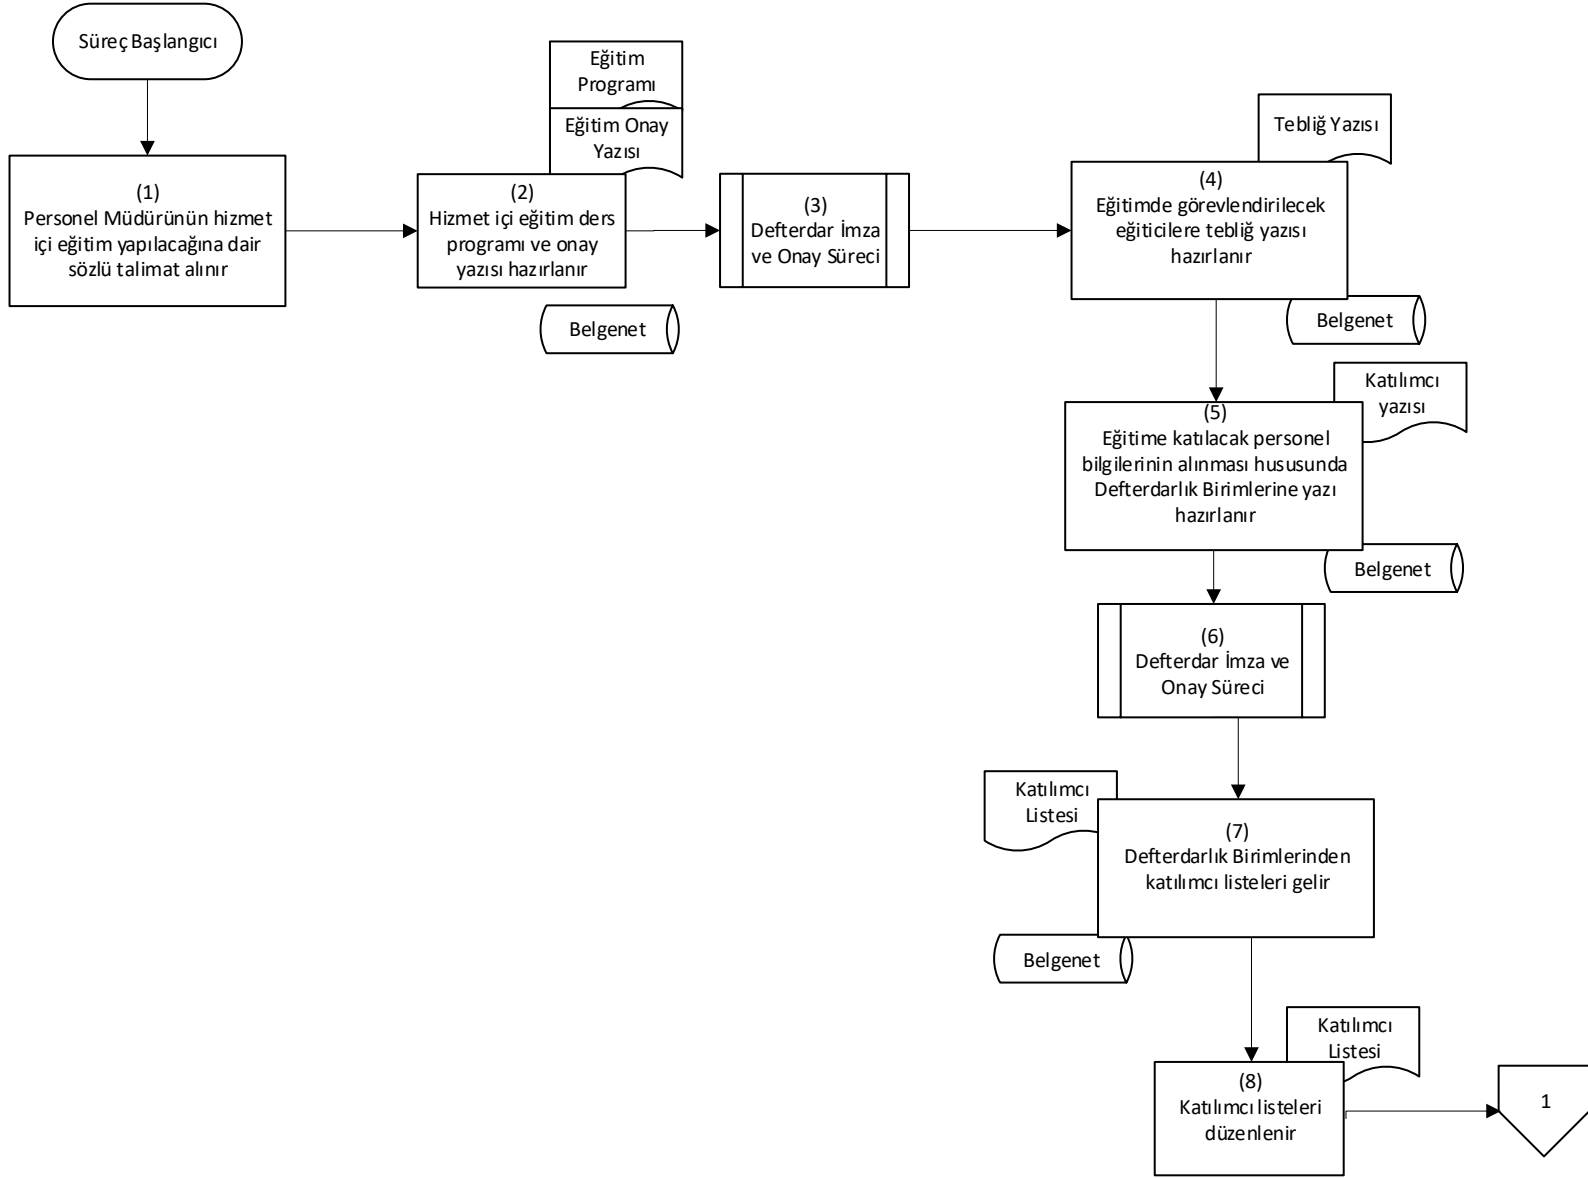 Süreç Başlangıcı
(1)
Personel Müdürünün hizmet
içi eğitim yapılacağına dair
sözlü talimat alınır
Eğitim
Programı
Eğitim Onay
Yazısı
(2)
Hizmet içi eğitim ders
programı ve onay
yazısı hazırlanır
Belgenet
(3)
Defterdar İmza
ve Onay Süreci
Tebliğ Yazısı
(4)
Eğitimde görevlendirilecek
eğiticilere tebliğ yazısı
hazırlanır
Belgenet
Katılımcı
yazısı
(5)
Eğitime katılacak personel
bilgilerinin alınması hususunda
Defterdarlık Birimlerine yazı
hazırlanır
Belgenet
(6)
Defterdar İmza ve
Onay Süreci
Katılımcı
Listesi
(7)
Defterdarlık Birimlerinden
katılımcı listeleri gelir
Belgenet
Katılımcı
Listesi
(8)
Katılımcı listeleri
düzenlenir
1